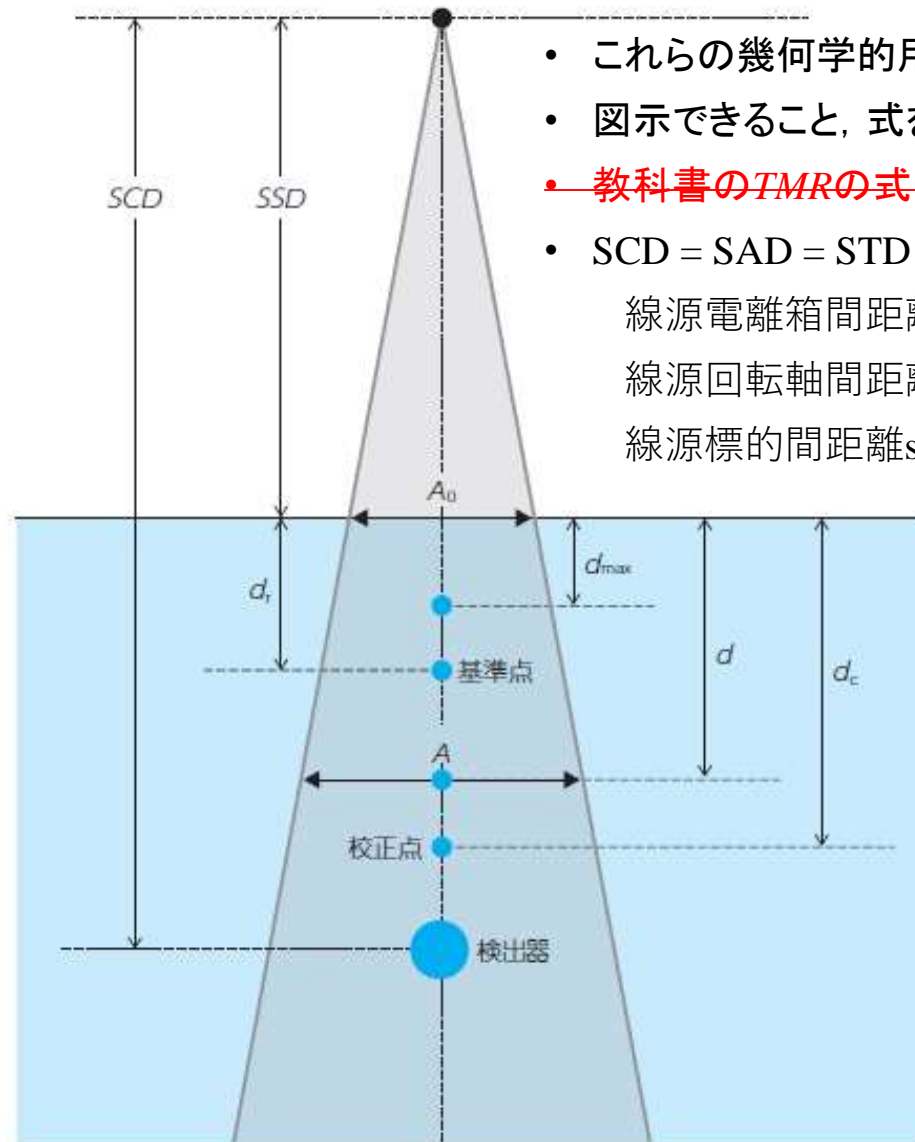 • これらの幾何学的
• 図示できること, 式を
• 教科書のTMRの式
• SCD = SAD = STD
線源電離箱間距離
線源回転軸間距離
線源標的間距離s
SCD
SSD
A₀
dᵣ
dmax
基準点
d
d꜀
A
校正点
検出器